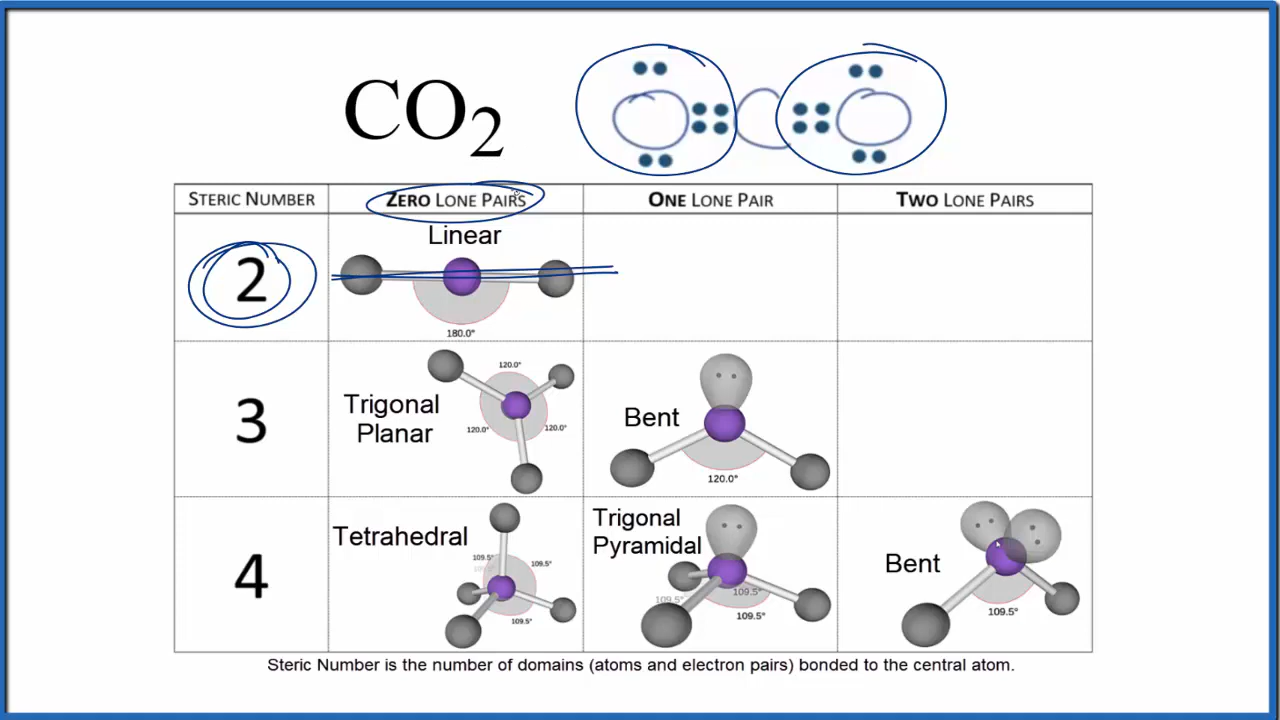 CO2
STERIC NUMBER
ZERO LONE PAIRS
ONE LONE PAIR
TWO LONE PAIRS
2
Linear
180.0°
3
Trigonal
Planar
120.0°
120.0°
120.0°
Bent
120.0°
4
Tetrahedral
109.5°
109.5°
109.5°
Trigonal
Pyramidal
109.5°
109.5°
109.5°
Bent
109.5°
Steric Number is the number of domains (atoms and electron pairs) bonded to the central atom.